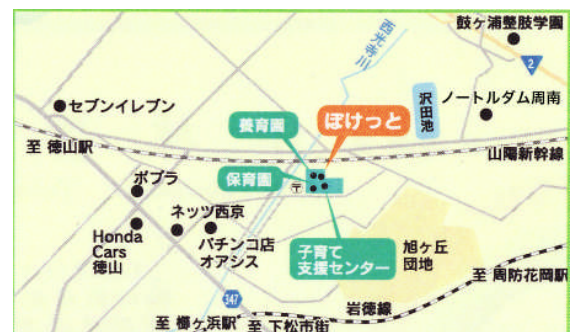 鼓ヶ浦整肢学園
2
西光寺川
セブンイレブン
沢田池
ノートルダム周南
養育園
ぽけっと
至 徳山駅
山陽新幹線
ポプラ
保育園
〒
ネッツ西京
Honda
Cars
徳山
パチンコ店
オアシス
子育て
支援センター
旭ヶ丘
団地
至 周防花岡駅
347
岩徳線
至 櫛ヶ浜駅
至 下松市街